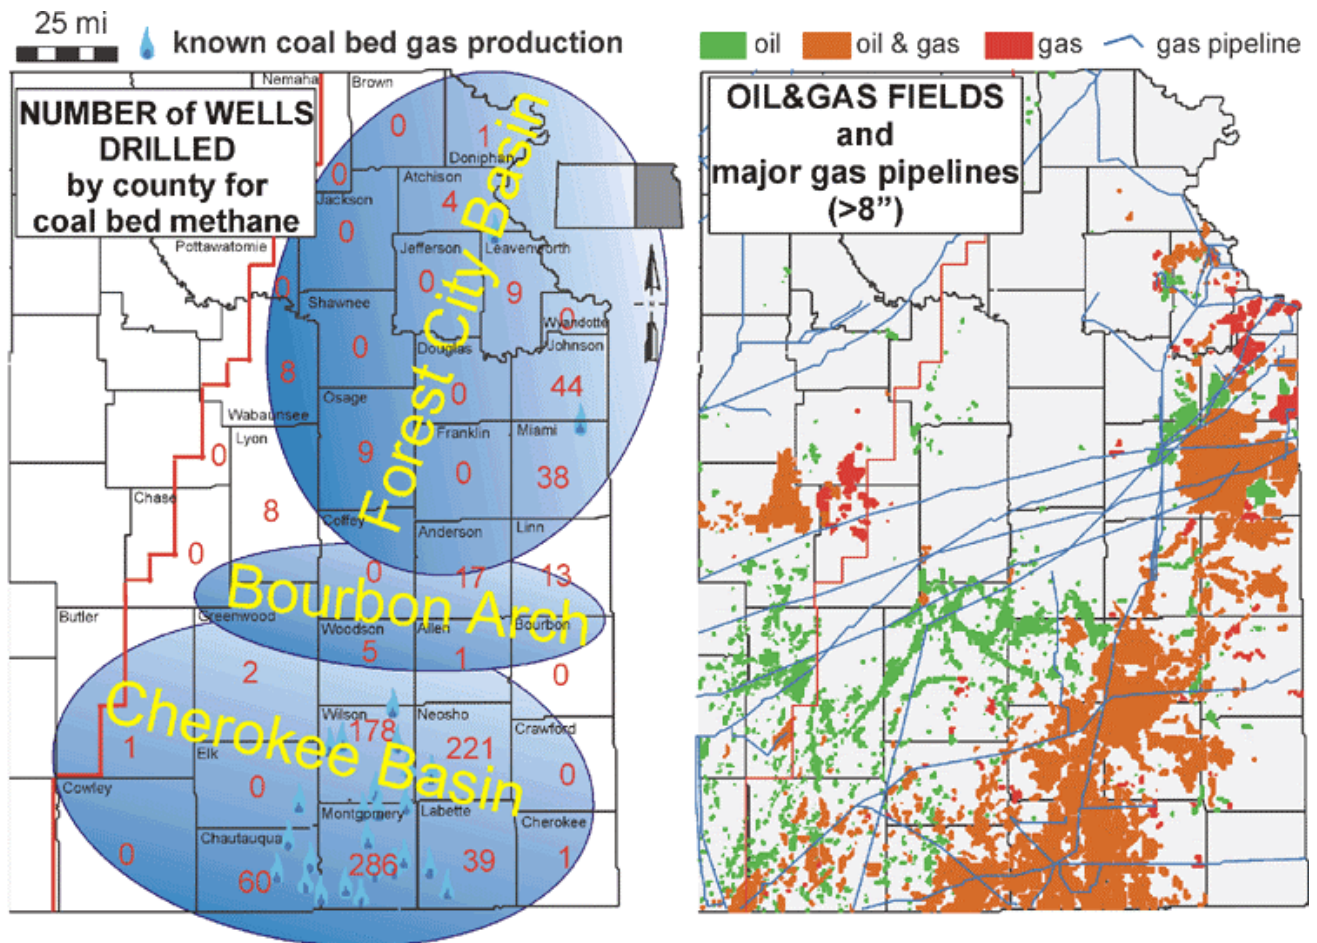 25 mi
known coal bed gas production
NUMBER of WELLS
DRILLED
by county for
coal bed methane
Nemaha
Brown
0
1
Doniphan
0
Atchison
Jackson
4
0
Pottawatomie
Jefferson
Leavenworth
0
0
9
Shawnee
0
Wyandotte
0
Douglas
Johnson
8
0
44
Osage
Wabaunsee
Lyon
Franklin
Miami
0
9
0
38
Chase
8
Coffey
Anderson
Linn
0
0
17
13
Forest City Basin
Bourbon Arch
Butler
Greenwood
Woodson
Allen
Bourbon
5
1
2
0
Cherokee Basin
Wilson
178
Neosho
Crawford
1
Elk
221
0
0
Cowley
Montgomery
Labette
Cherokee
Chautauqua
0
60
286
39
1
oil
oil & gas
gas
gas pipeline
OIL&GAS FIELDS
and
major gas pipelines
(>8”)